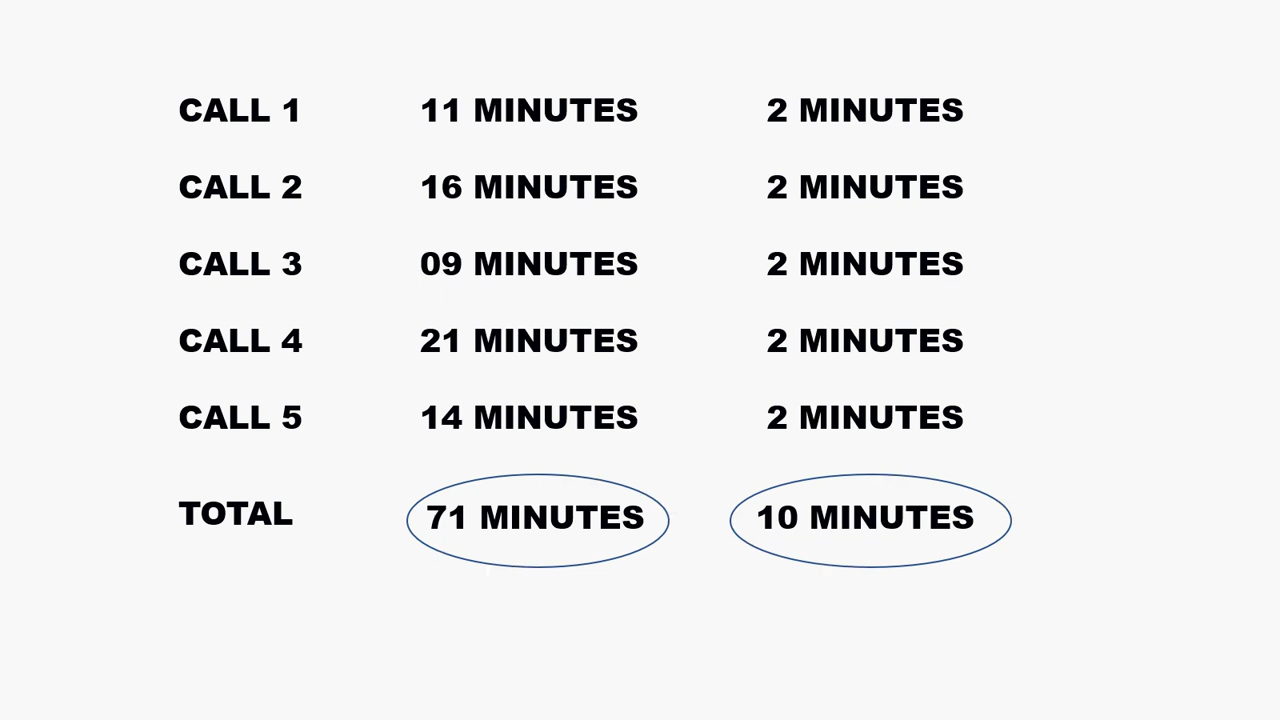 CALL 1 11 MINUTES 2 MINUTES
CALL 2 16 MINUTES 2 MINUTES
CALL 3 09 MINUTES 2 MINUTES
CALL 4 21 MINUTES 2 MINUTES
CALL 5 14 MINUTES 2 MINUTES
TOTAL 71 MINUTES 10 MINUTES